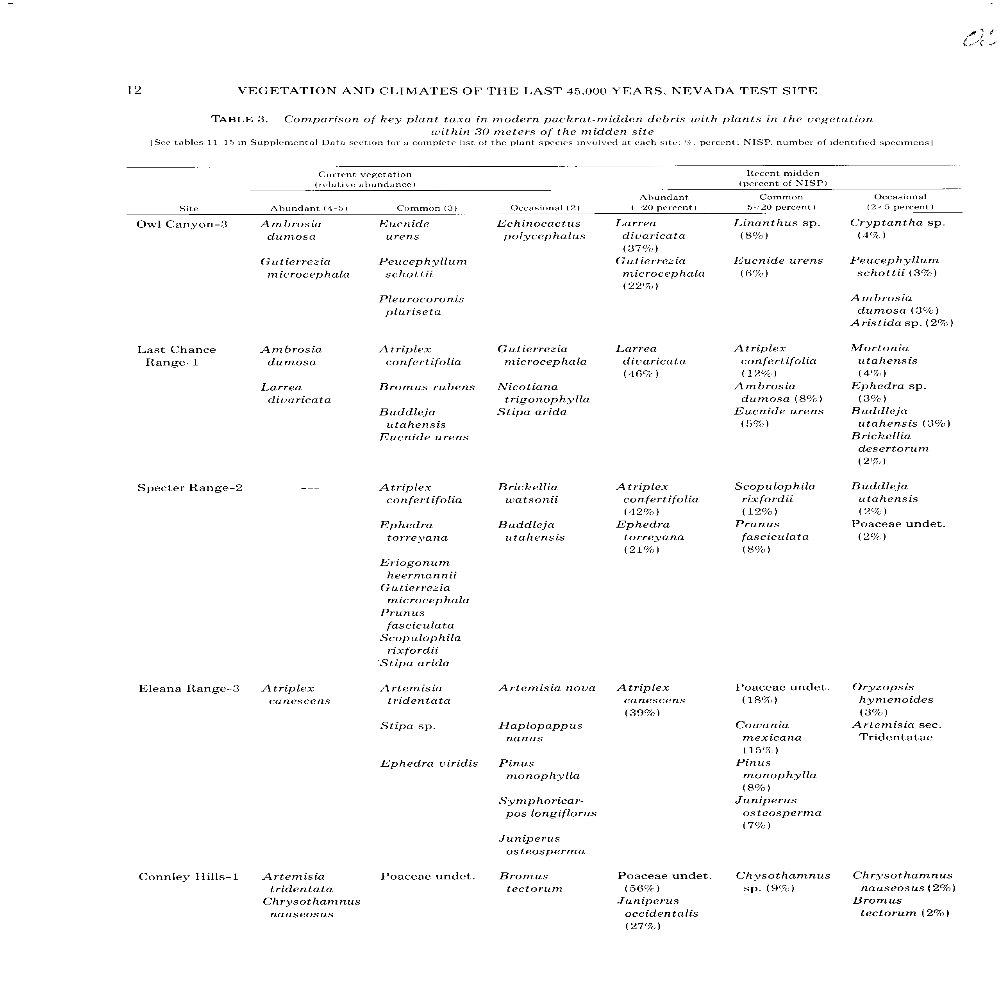 12 VEGETATION AND CLIMATES OF THE LAST 45,000 YEARS, NEVADA TEST SITE
TABLE 3. Comparison of key plant taxa in modern packrat-midden debris with plants in the vegetation
within 30 meters of the midden site
[See tables 11-15 in Supplemental Data section for a complete list of the plant species involved at each site; %, percent; NISP, number of identified specimens]
Current vegetation
(relative abundance)
Recent midden
(percent of NISP)
Site
Abundant (4-5)
Common (3)
Occasional (2)
Abundant
(>20 percent)
Common
5-20 percent)
Occasional
(2-5 percent)
Owl Canyon-3
Ambrosia
dumosa
Gutierrezia
microcephala
Eucnide
urens
Peucephyllum
schottii
Pleurocoronis
pluriseta
Echinocactus
polycephalus
Larrea
divaricata
(37%)
Gutierrezia
microcephala
(22%)
Linanthus sp.
(8%)
Eucnide urens
(6%)
Cryptantha sp.
(4%)
Peucephyllum
schottii (3%)
Ambrosia
dumosa (3%)
Aristida sp. (2%)
Last Chance
Range-1
Ambrosia
dumosa
Larrea
divaricata
Atriplex
confertifolia
Bromus rubens
Buddleja
utahensis
Eucnide urens
Gutierrezia
microcephala
Nicotiana
trigonophylla
Stipa arida
Larrea
divaricata
(46%)
Atriplex
confertifolia
(12%)
Ambrosia
dumosa (8%)
Eucnide urens
(5%)
Mortonia
utahensis
(4%)
Ephedra sp.
(3%)
Buddleja
utahensis (3%)
Brickellia
desertorum
(2%)
Specter Range-2
---
Atriplex
confertifolia
Ephedra
torreyana
Eriogonum
heermannii
Gutierrezia
microcephala
Prunus
fasciculata
Scopulophila
rixfordii
Stipa arida
Brickellia
watsonii
Buddleja
utahensis
Atriplex
confertifolia
(42%)
Ephedra
torreyana
(21%)
Scopulophila
rixfordii
(12%)
Prunus
fasciculata
(8%)
Buddleja
utahensis
(2%)
Poaceae undet.
(2%)
Eleana Range-3
Atriplex
canescens
Artemisia
tridentata
Stipa sp.
Ephedra viridis
Artemisia nova
Haplopappus
nanus
Pinus
monophylla
Symphoricar-
pos longiflorus
Juniperus
osteosperma
Atriplex
canescens
(39%)
Poaceae undet.
(18%)
Cowania
mexicana
(15%)
Pinus
monophylla
(8%)
Juniperus
osteosperma
(7%)
Oryzopsis
hymenoides
(3%)
Artemisia sec.
Tridentatae
Connley Hills-1
Artemisia
tridentata
Chrysothamnus
nauseosus
Poaceae undet.
Bromus
tectorum
Poaceae undet.
(56%)
Juniperus
occidentalis
(27%)
Chysothamnus
sp. (9%)
Chrysothamnus
nauseosus (2%)
Bromus
tectorum (2%)